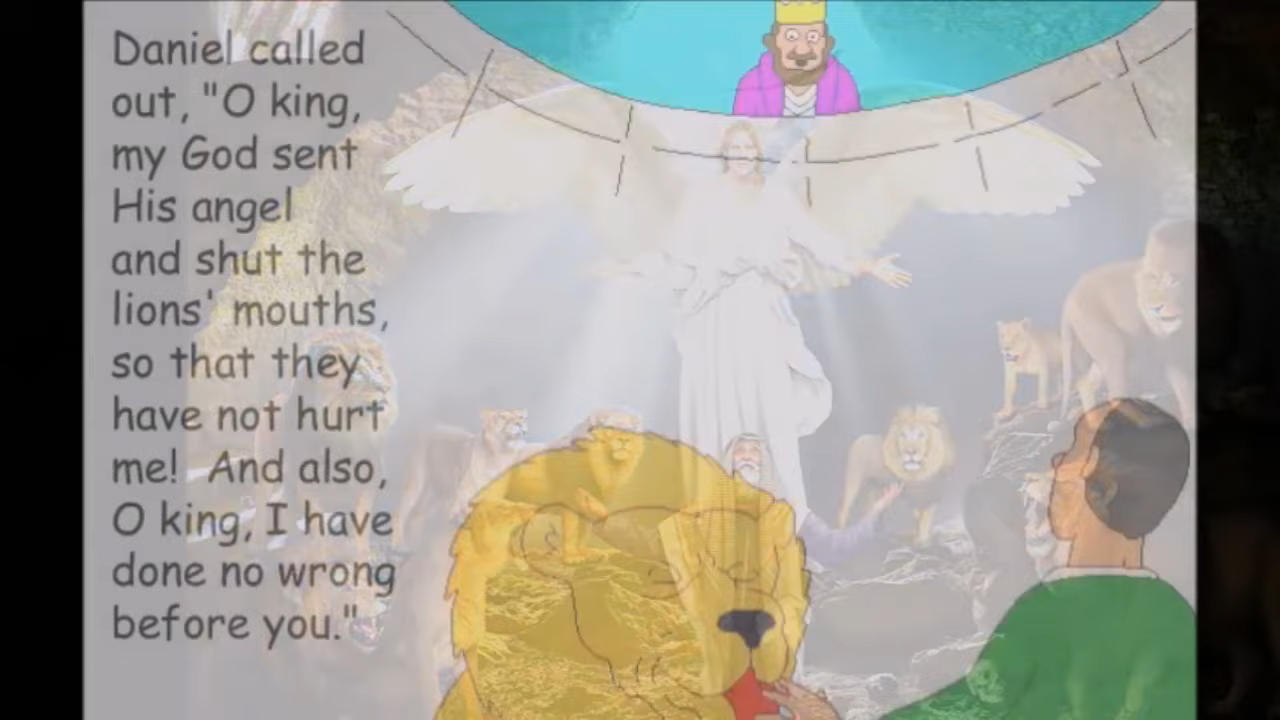 Daniel called
out, "O king,
my God sent
His angel
and shut the
lions' mouths,
so that they
have not hurt
me!  And also,
O king, I have
done no wrong
before you."